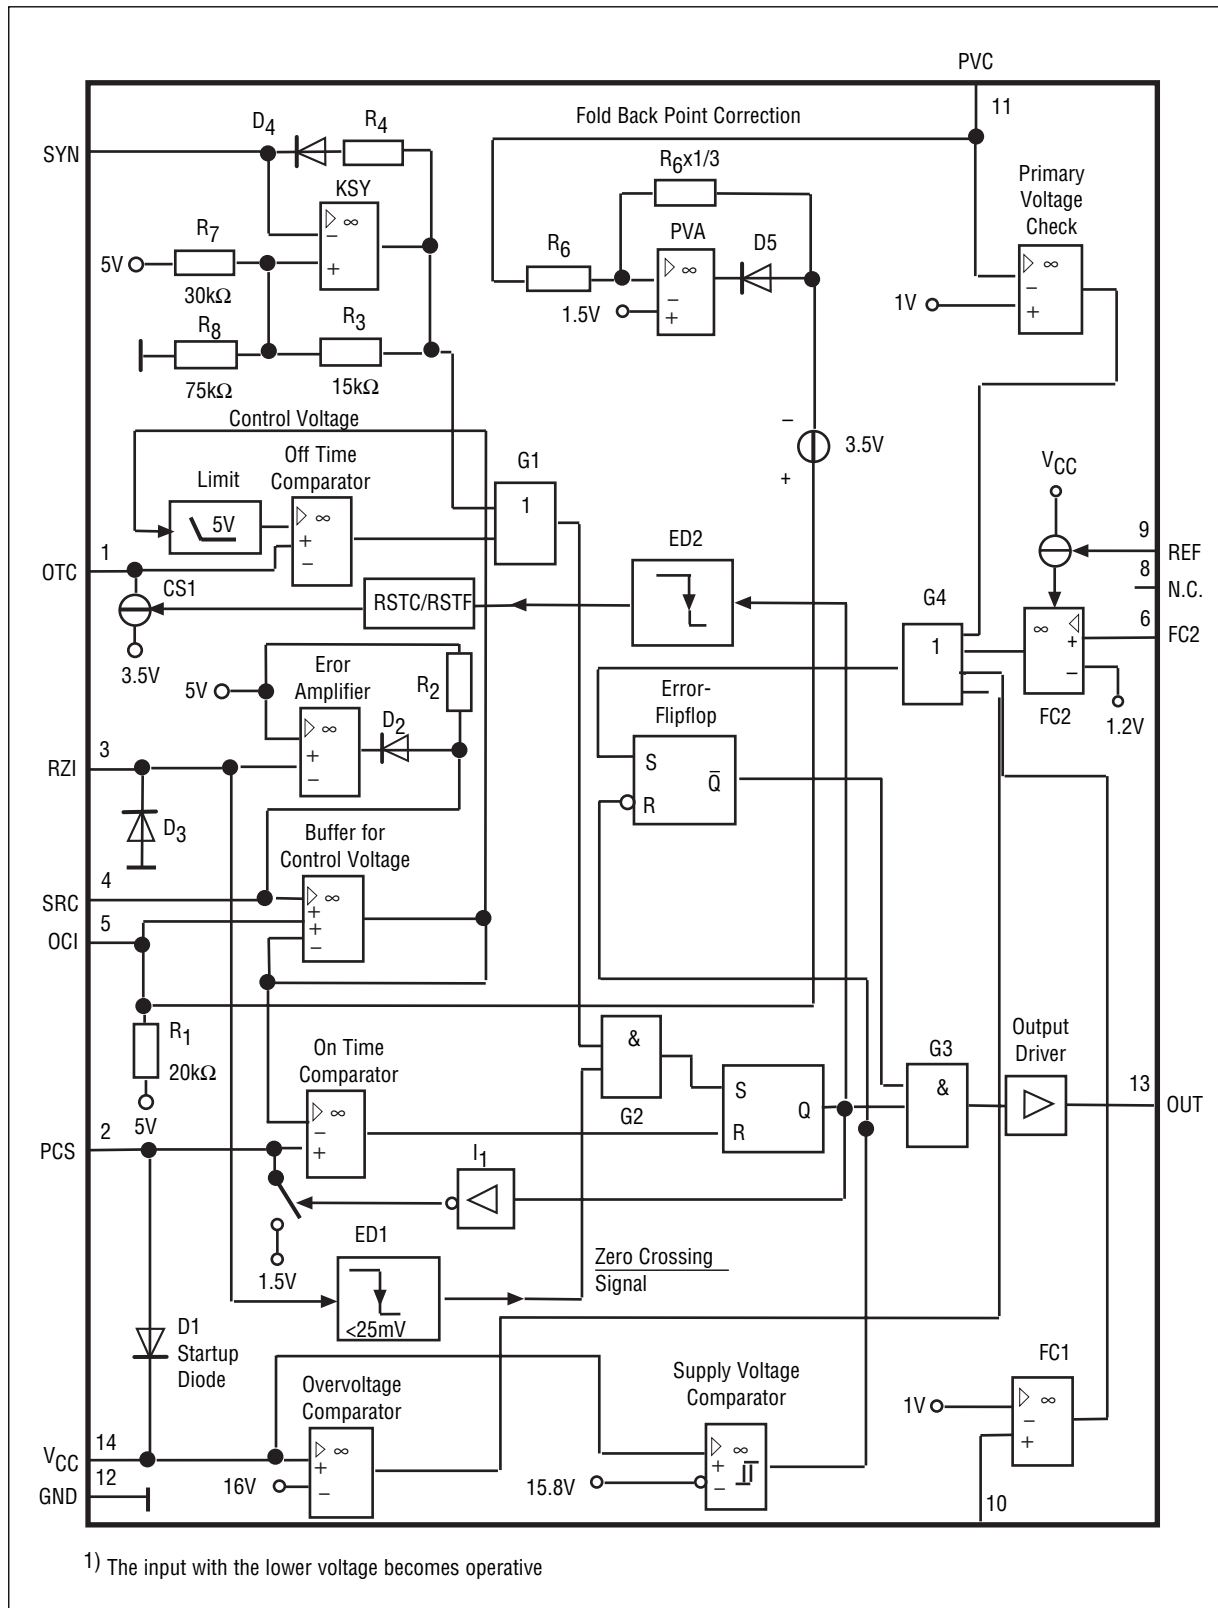 PVC
11
Fold Back Point Correction
D4
R4
SYN
R6x1/3
Primary
Voltage
Check
KSY
▷ ∞
−
+
R7
5V
30kΩ
R6
PVA
D5
▷ ∞
−
+
1.5V
▷ ∞
−
+
1V
R8
75kΩ
R3
15kΩ
Control Voltage
Off Time
Comparator
−
3.5V
+
G1
1
Limit
5V
▷ ∞
+
−
VCC
1
OTC
CS1
3.5V
RSTC/RSTF
ED2
9
REF
8
N.C.
6
FC2
G4
1
∞
+
−
FC2
1.2V
5V
Eror
Amplifier
R2
D2
▷ ∞
+
−
Error-
Flipflop
S
R
Q̄
3
RZI
D3
Buffer for
Control Voltage
4
SRC
▷ ∞
+
+
−
5
OCI
R1
20kΩ
5V
On Time
Comparator
▷ ∞
−
+
&
G2
S
Q
R
G3
&
Output
Driver
13
OUT
2
PCS
I1
1.5V
ED1
<25mV
Zero Crossing
Signal
D1
Startup
Diode
Overvoltage
Comparator
Supply Voltage
Comparator
FC1
1V
▷ ∞
−
+
14
VCC
12
GND
16V
▷ ∞
+
−
15.8V
▷ ∞
+
−
10
1) The input with the lower voltage becomes operative